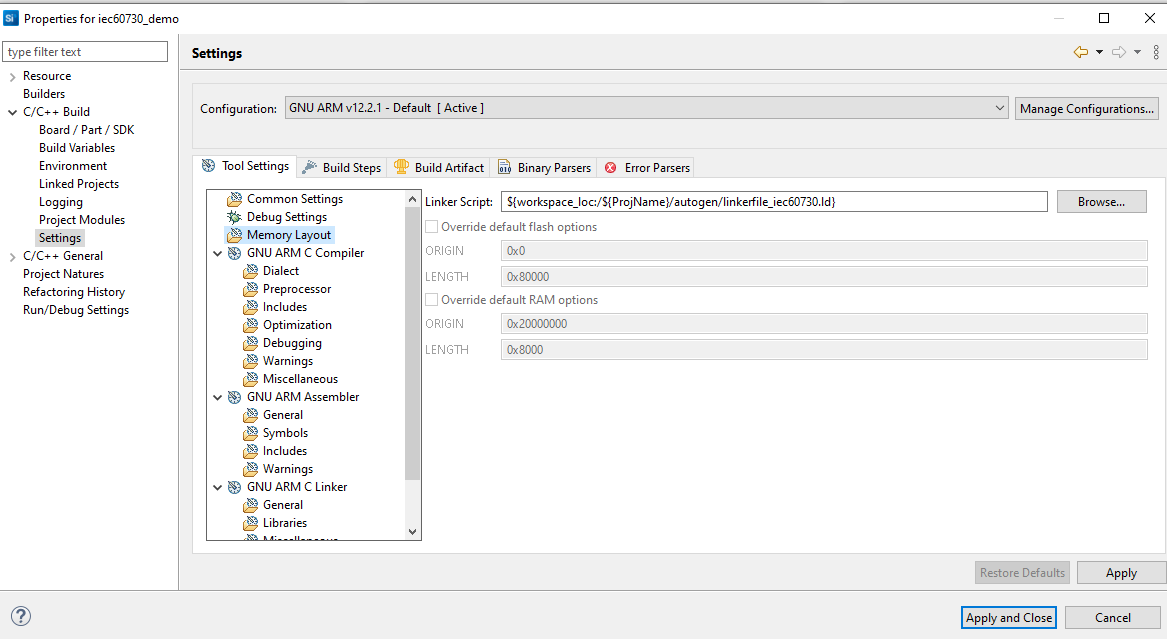 Si Properties for iec60730_demo
type filter text
Resource
Builders
C/C++ Build
Board / Part / SDK
Build Variables
Environment
Linked Projects
Logging
Project Modules
Settings
C/C++ General
Project Natures
Refactoring History
Run/Debug Settings
Settings
Configuration: GNU ARM v12.2.1 - Default [ Active ] Manage Configurations...
Tool Settings Build Steps Build Artifact 010 Binary Parsers Error Parsers
Common Settings
Debug Settings
Memory Layout
GNU ARM C Compiler
Dialect
Preprocessor
Includes
Optimization
Debugging
Warnings
Miscellaneous
GNU ARM Assembler
General
Symbols
Includes
Warnings
GNU ARM C Linker
General
Libraries
Miscellaneous
Linker Script: ${workspace_loc:/${ProjName}/autogen/linkerfile_iec60730.ld} Browse...
Override default flash options
ORIGIN 0x0
LENGTH 0x80000
Override default RAM options
ORIGIN 0x20000000
LENGTH 0x8000
Restore Defaults Apply
? Apply and Close Cancel